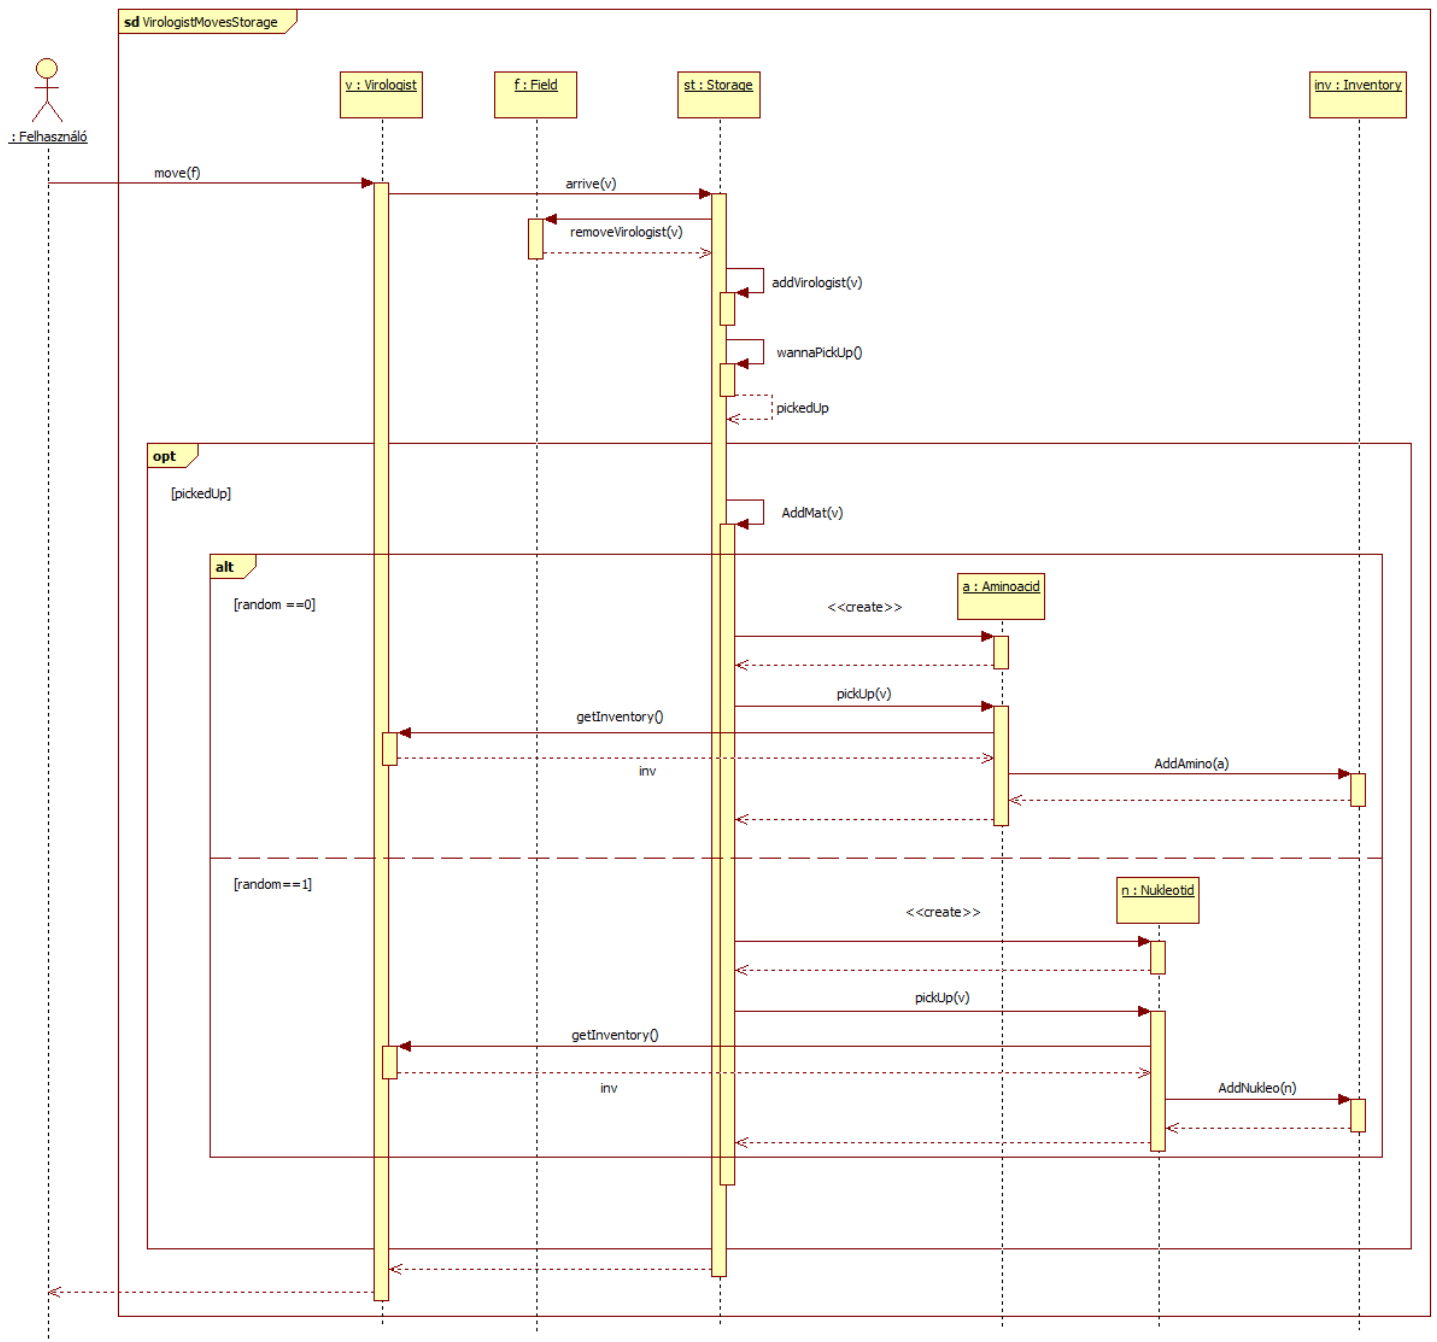 sd VirologistMovesStorage
: Felhasználó
v : Virologist
f : Field
st : Storage
inv : Inventory
move(f)
arrive(v)
removeVirologist(v)
addVirologist(v)
wannaPickUp()
pickedUp
opt
[pickedUp]
AddMat(v)
alt
[random ==0]
a : Aminoacid
<<create>>
pickUp(v)
getInventory()
inv
AddAmino(a)
[random==1]
n : Nukleotid
<<create>>
pickUp(v)
getInventory()
inv
AddNukleo(n)